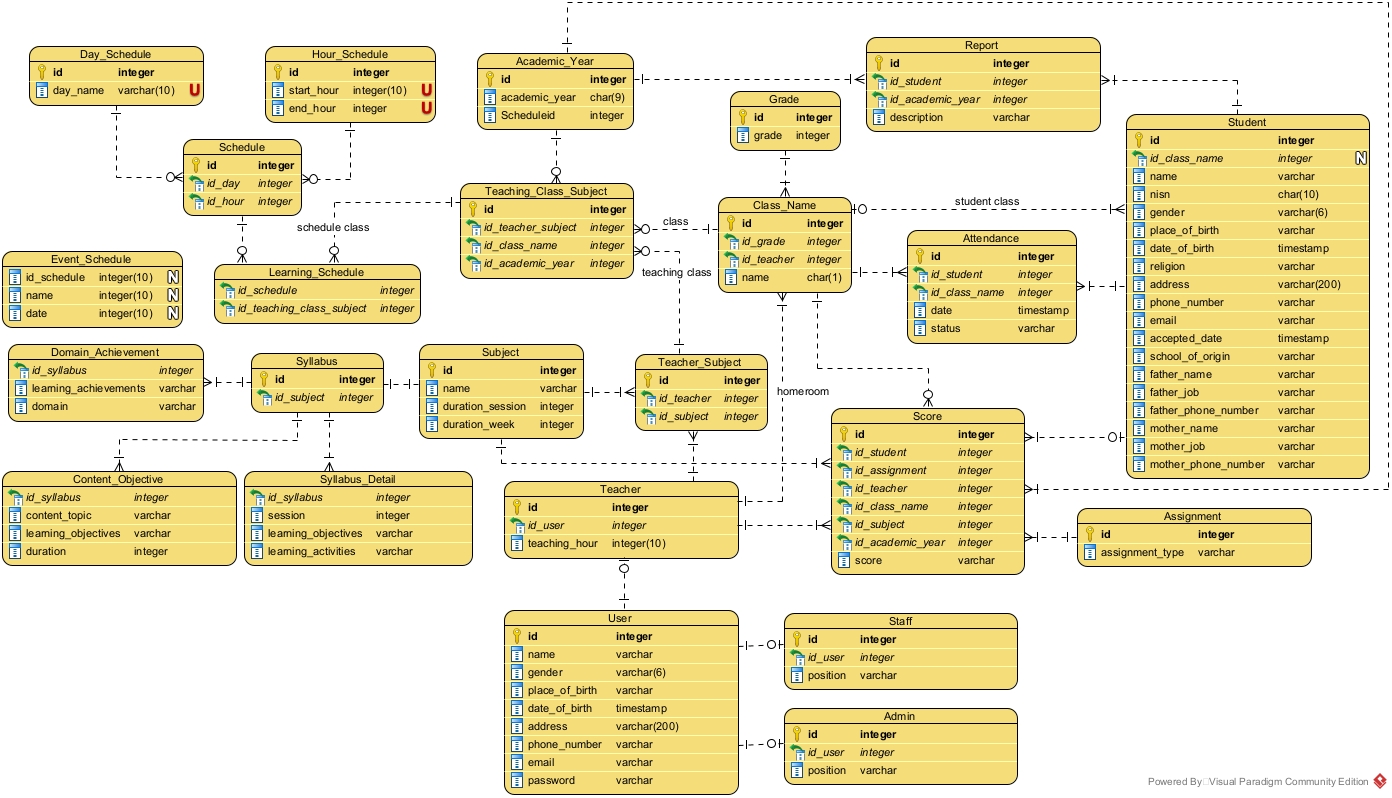 Day_Schedule
id integer
day_name varchar(10) U
Hour_Schedule
id integer
start_hour integer(10) U
end_hour integer U
Academic_Year
id integer
academic_year char(9)
Scheduleid integer
Report
id integer
id_student integer
id_academic_year integer
description varchar
Grade
id integer
grade integer
Student
id integer
id_class_name integer N
name varchar
nisn char(10)
gender varchar(6)
place_of_birth varchar
date_of_birth timestamp
religion varchar
address varchar(200)
phone_number varchar
email varchar
accepted_date timestamp
school_of_origin varchar
father_name varchar
father_job varchar
father_phone_number varchar
mother_name varchar
mother_job varchar
mother_phone_number varchar
Schedule
id integer
id_day integer
id_hour integer
Teaching_Class_Subject
id integer
id_teacher_subject integer
id_class_name integer
id_academic_year integer
Class_Name
id integer
id_grade integer
id_teacher integer
name char(1)
student class
class
schedule class
teaching class
Attendance
id integer
id_student integer
id_class_name integer
date timestamp
status varchar
Event_Schedule
id_schedule integer(10) N
name integer(10) N
date integer(10) N
Learning_Schedule
id_schedule integer
id_teaching_class_subject integer
Domain_Achievement
id_syllabus integer
learning_achievements varchar
domain varchar
Syllabus
id integer
id_subject integer
Subject
id integer
name varchar
duration_session integer
duration_week integer
Teacher_Subject
id integer
id_teacher integer
id_subject integer
homeroom
Score
id integer
id_student integer
id_assignment integer
id_teacher integer
id_class_name integer
id_subject integer
id_academic_year integer
score varchar
Content_Objective
id_syllabus integer
content_topic varchar
learning_objectives varchar
duration integer
Syllabus_Detail
id_syllabus integer
session integer
learning_objectives varchar
learning_activities varchar
Teacher
id integer
id_user integer
teaching_hour integer(10)
Assignment
id integer
assignment_type varchar
User
id integer
name varchar
gender varchar(6)
place_of_birth varchar
date_of_birth timestamp
address varchar(200)
phone_number varchar
email varchar
password varchar
Staff
id integer
id_user integer
position varchar
Admin
id integer
id_user integer
position varchar
Powered By Visual Paradigm Community Edition